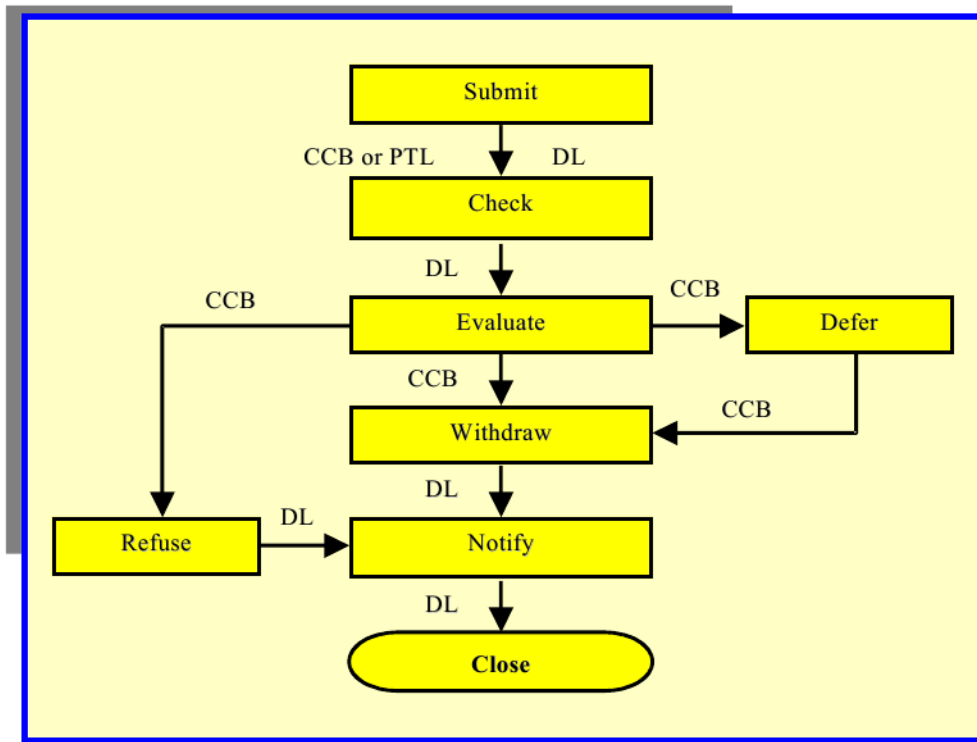 Submit
CCB or PTL DL
Check
DL
CCB
CCB
Evaluate
Defer
CCB
CCB
Withdraw
DL
DL
Refuse
Notify
DL
Close